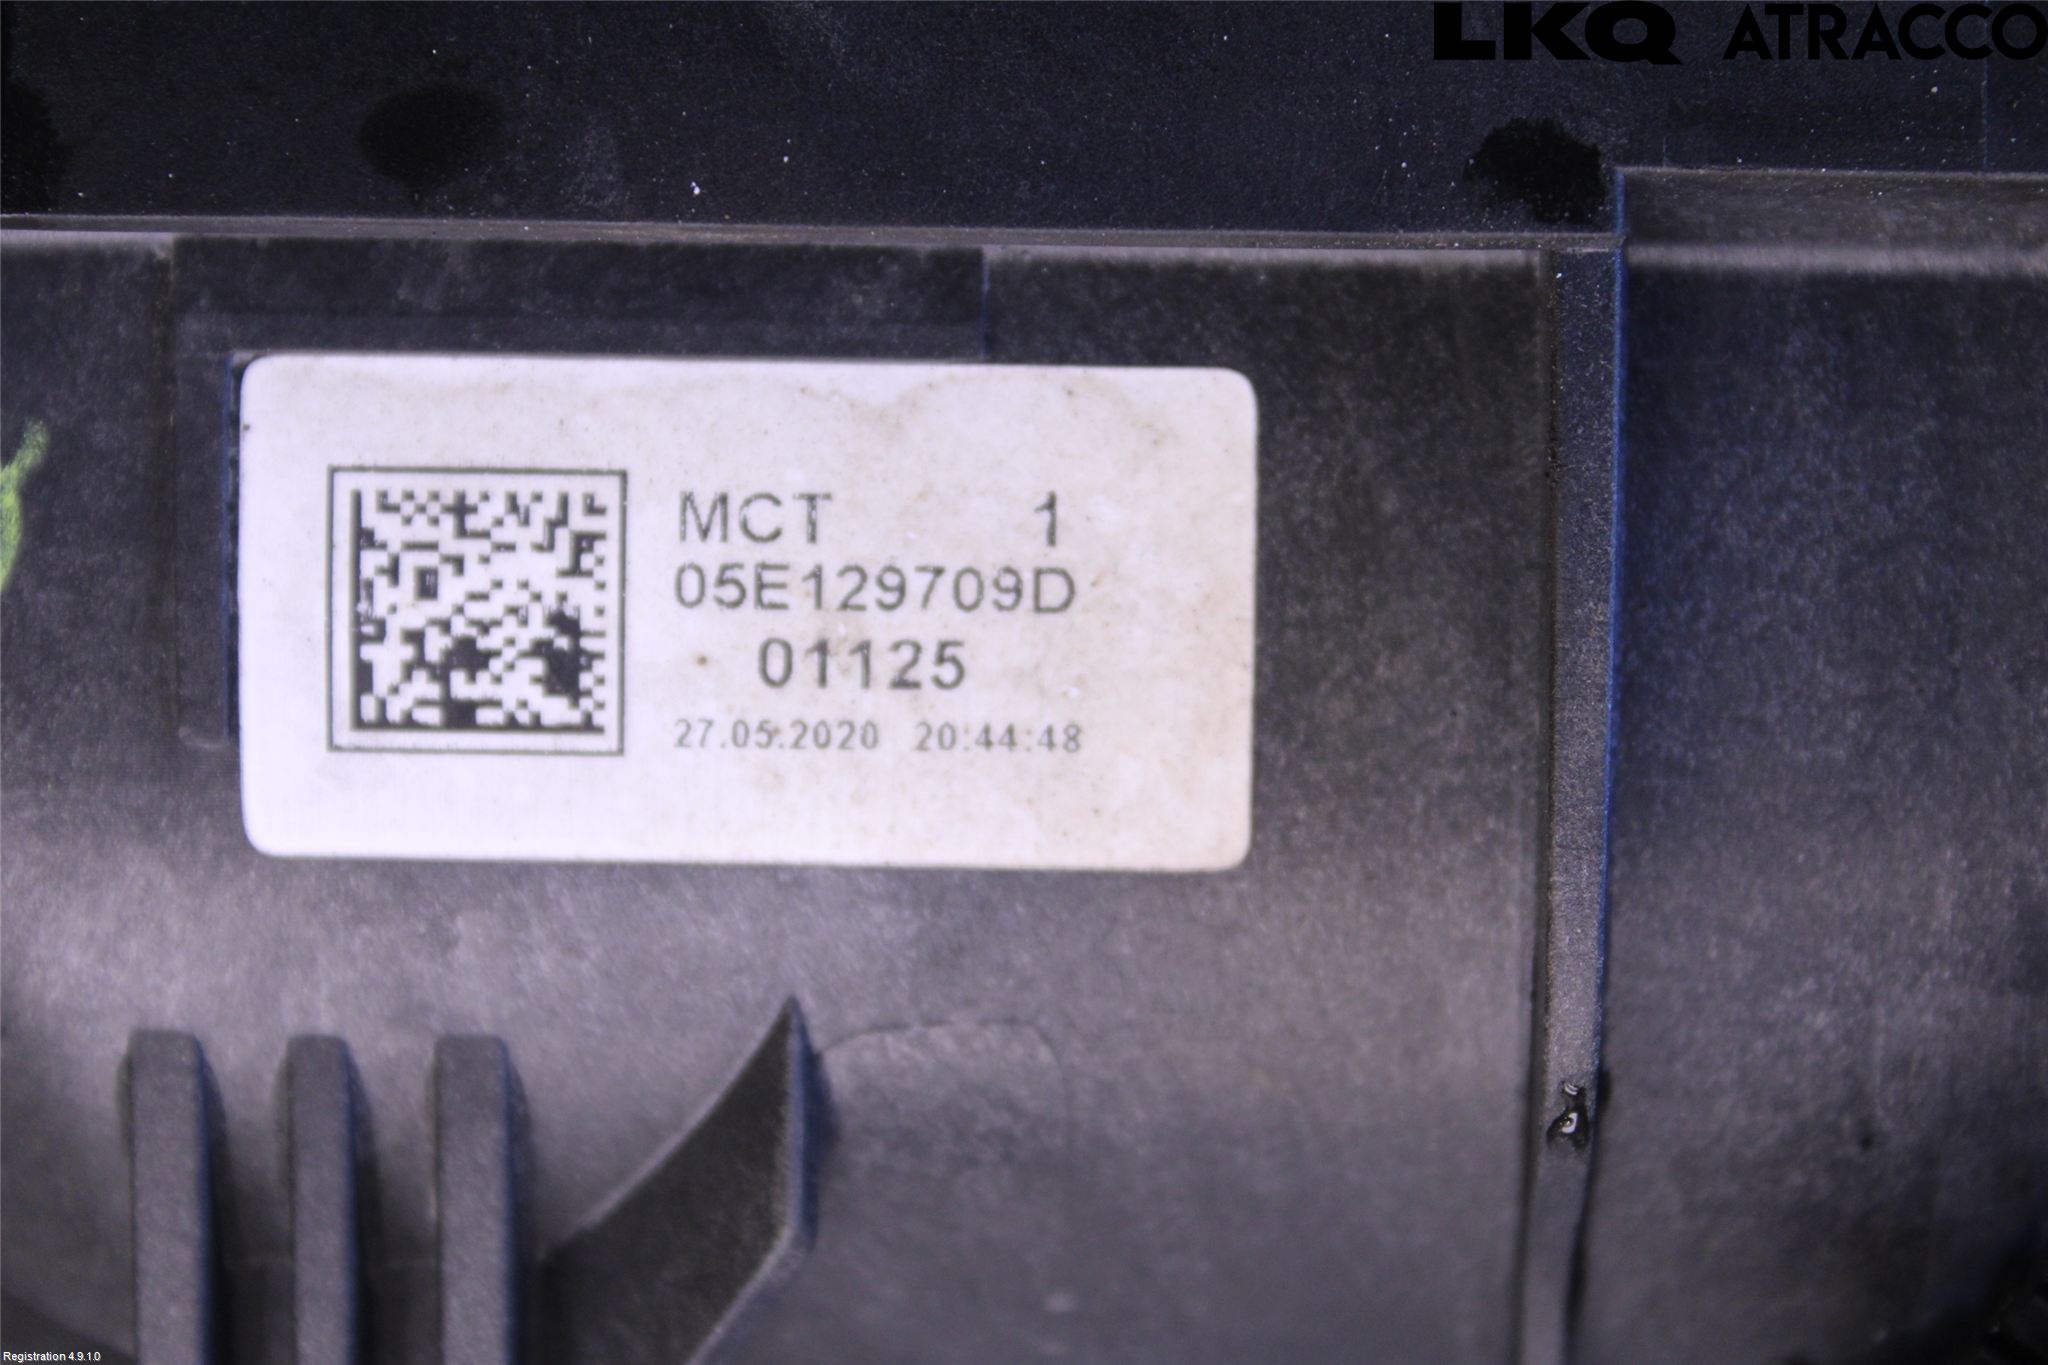 LKQ ATRACCO
MCT 1
05E129709D
01125
27.05.2020 20:44:48
Registration 4.9.1.0